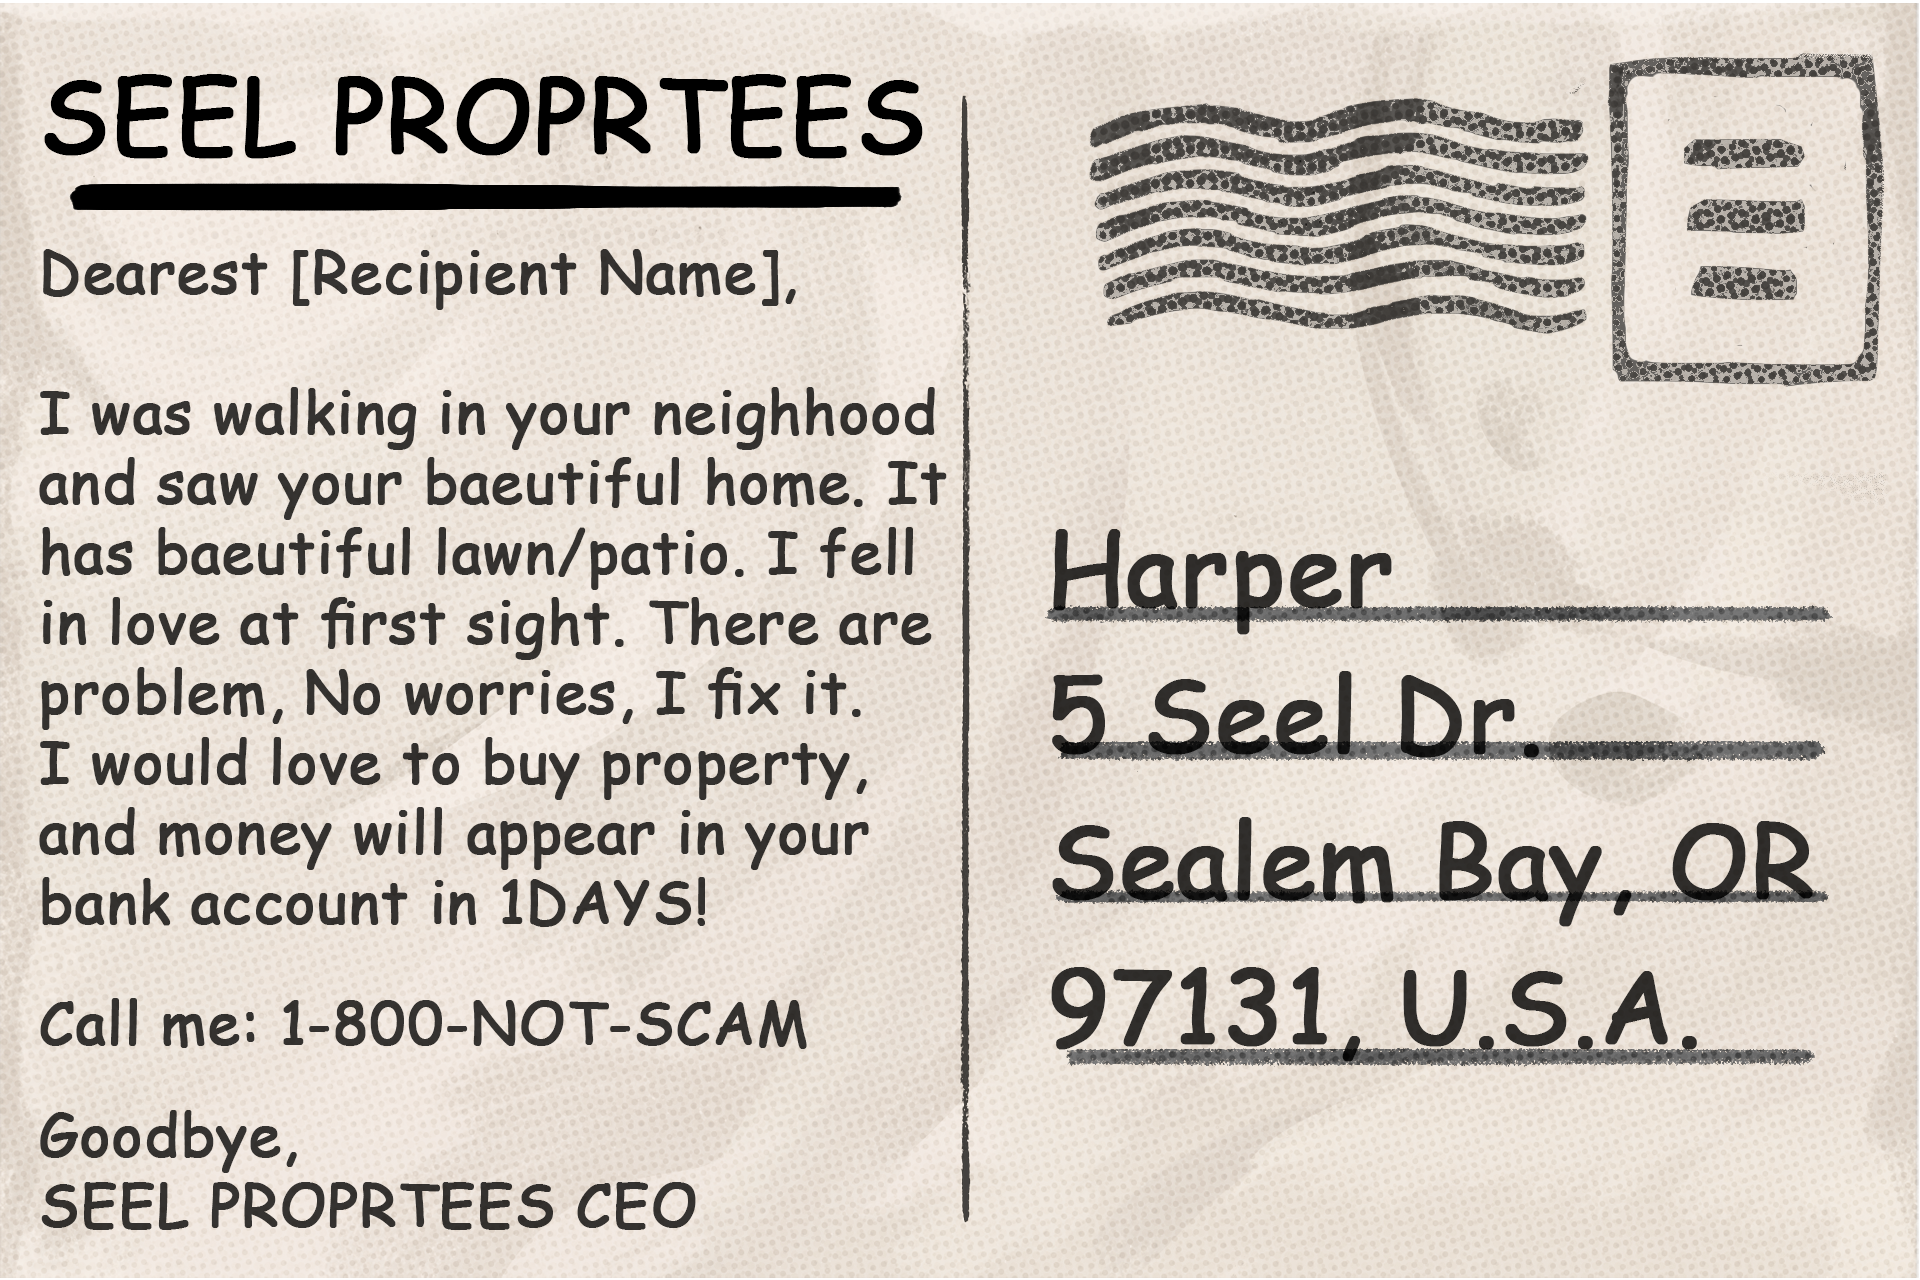 SEEL PROPRTEES
Dearest [Recipient Name],
I was walking in your neighhood
and saw your baeutiful home. It
has baeutiful lawn/patio. I fell
in love at first sight. There are
problem, No worries, I fix it.
I would love to buy property,
and money will appear in your
bank account in 1DAYS!
Call me: 1-800-NOT-SCAM
Goodbye,
SEEL PROPRTEES CEO
Harper
5 Seel Dr.
Sealem Bay, OR
97131, U.S.A.